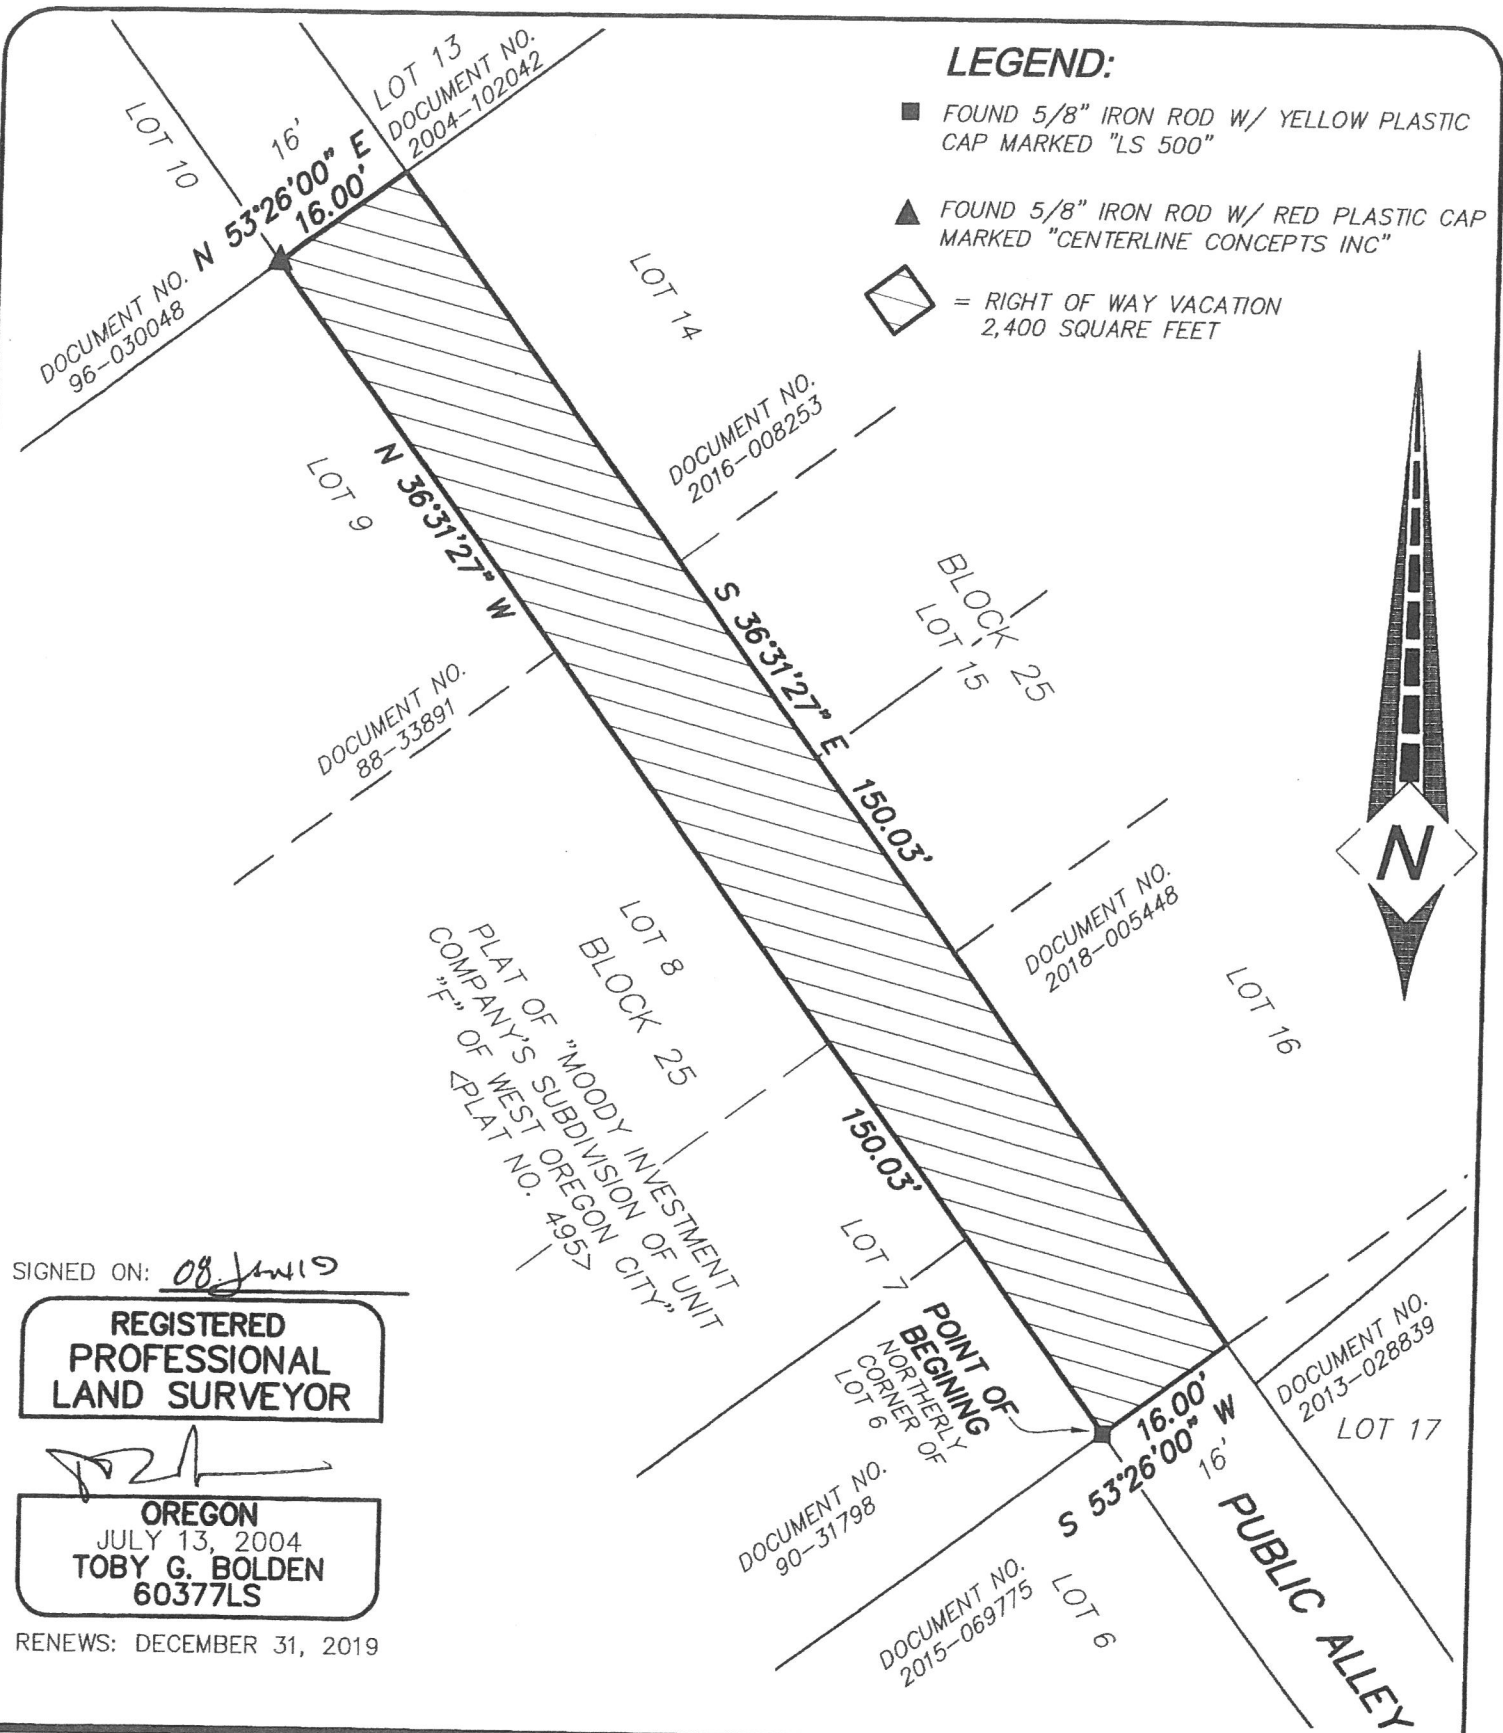 LEGEND:
FOUND 5/8" IRON ROD W/ YELLOW PLASTIC
CAP MARKED "LS 500"
FOUND 5/8" IRON ROD W/ RED PLASTIC CAP
MARKED "CENTERLINE CONCEPTS INC"
= RIGHT OF WAY VACATION
2,400 SQUARE FEET
LOT 13
DOCUMENT NO.
2004-102042
LOT 10
16'
N 53°26'00" E
16.00'
DOCUMENT NO.
96-030048
LOT 14
DOCUMENT NO.
2016-008253
LOT 9
N 36°31'27" W
S 36°31'27" E
150.03'
BLOCK 25
LOT 15
DOCUMENT NO.
88-33891
N
DOCUMENT NO.
2018-005448
LOT 16
LOT 8
BLOCK 25
PLAT OF "MOODY INVESTMENT
COMPANY'S SUBDIVISION OF UNIT
"F" OF WEST OREGON CITY"
<PLAT NO. 495>
150.03'
LOT 7
POINT OF
BEGINING
NORTHERLY
CORNER OF
LOT 6
16.00'
S 53°26'00" W
16'
DOCUMENT NO.
2013-028839
LOT 17
DOCUMENT NO.
90-31798
DOCUMENT NO.
2015-069775
LOT 6
PUBLIC ALLEY
SIGNED ON: 08 JAN 19
REGISTERED
PROFESSIONAL
LAND SURVEYOR
OREGON
JULY 13, 2004
TOBY G. BOLDEN
60377LS
RENEWS: DECEMBER 31, 2019